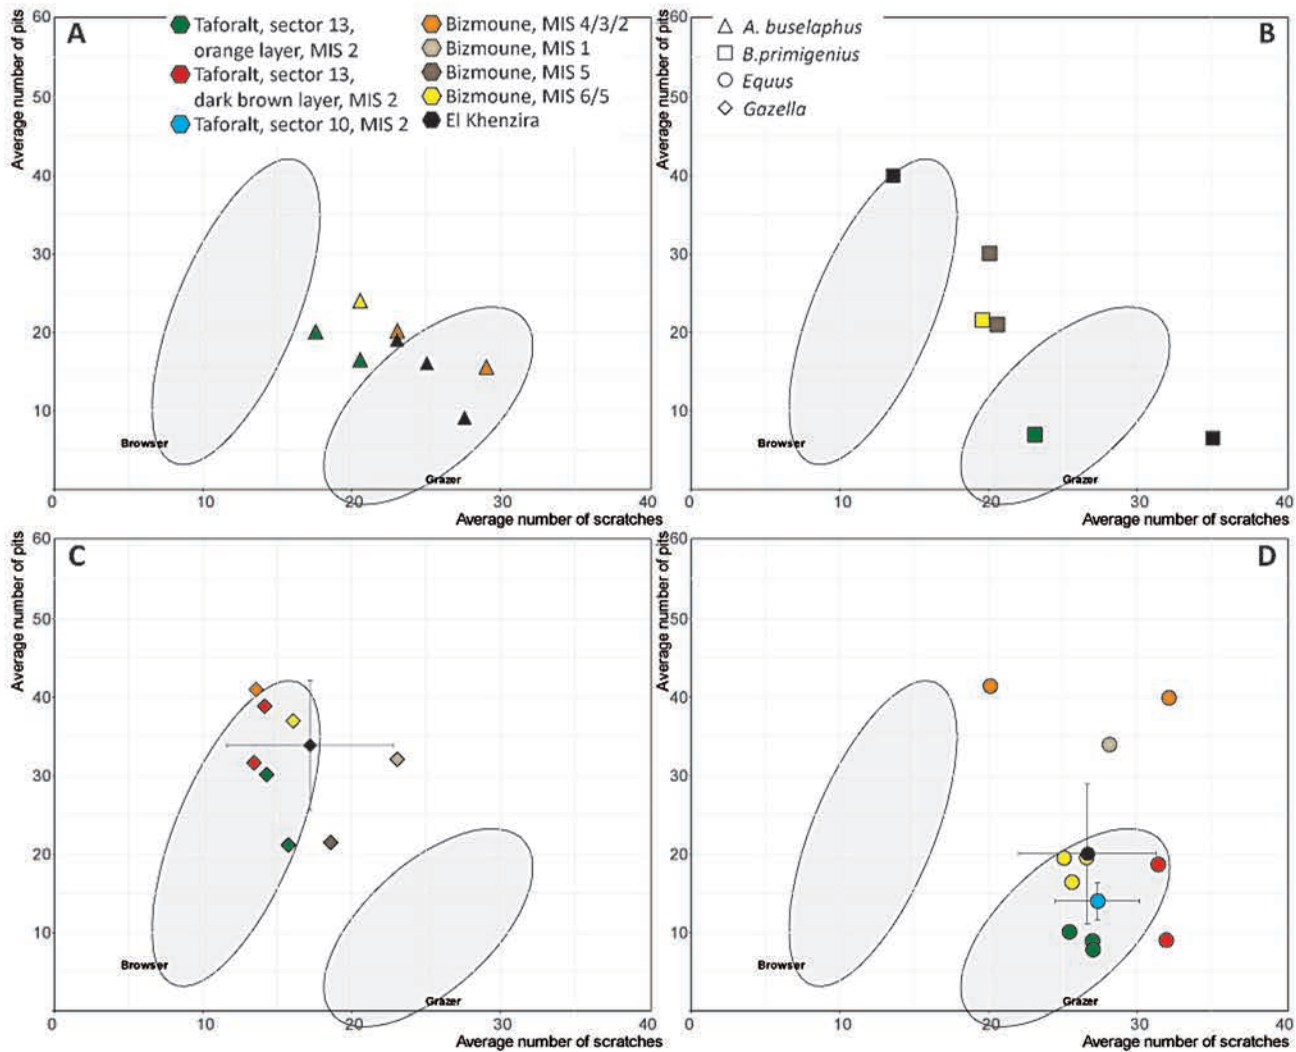 A
Taforalt, sector 13,
orange layer, MIS 2
Taforalt, sector 13,
dark brown layer, MIS 2
Taforalt, sector 10, MIS 2
Bizmoune, MIS 4/3/2
Bizmoune, MIS 1
Bizmoune, MIS 5
Bizmoune, MIS 6/5
El Khenzira
Average number of pits
60
50
40
30
20
10
Browser
Grazer
0 10 20 30 40
Average number of scratches
B
A. buselaphus
B.primigenius
Equus
Gazella
Average number of pits
60
50
40
30
20
10
Browser
Grazer
0 10 20 30 40
Average number of scratches
C
Average number of pits
60
50
40
30
20
10
Browser
Grazer
0 10 20 30 40
Average number of scratches
D
Average number of pits
60
50
40
30
20
10
Browser
Grazer
0 10 20 30 40
Average number of scratches